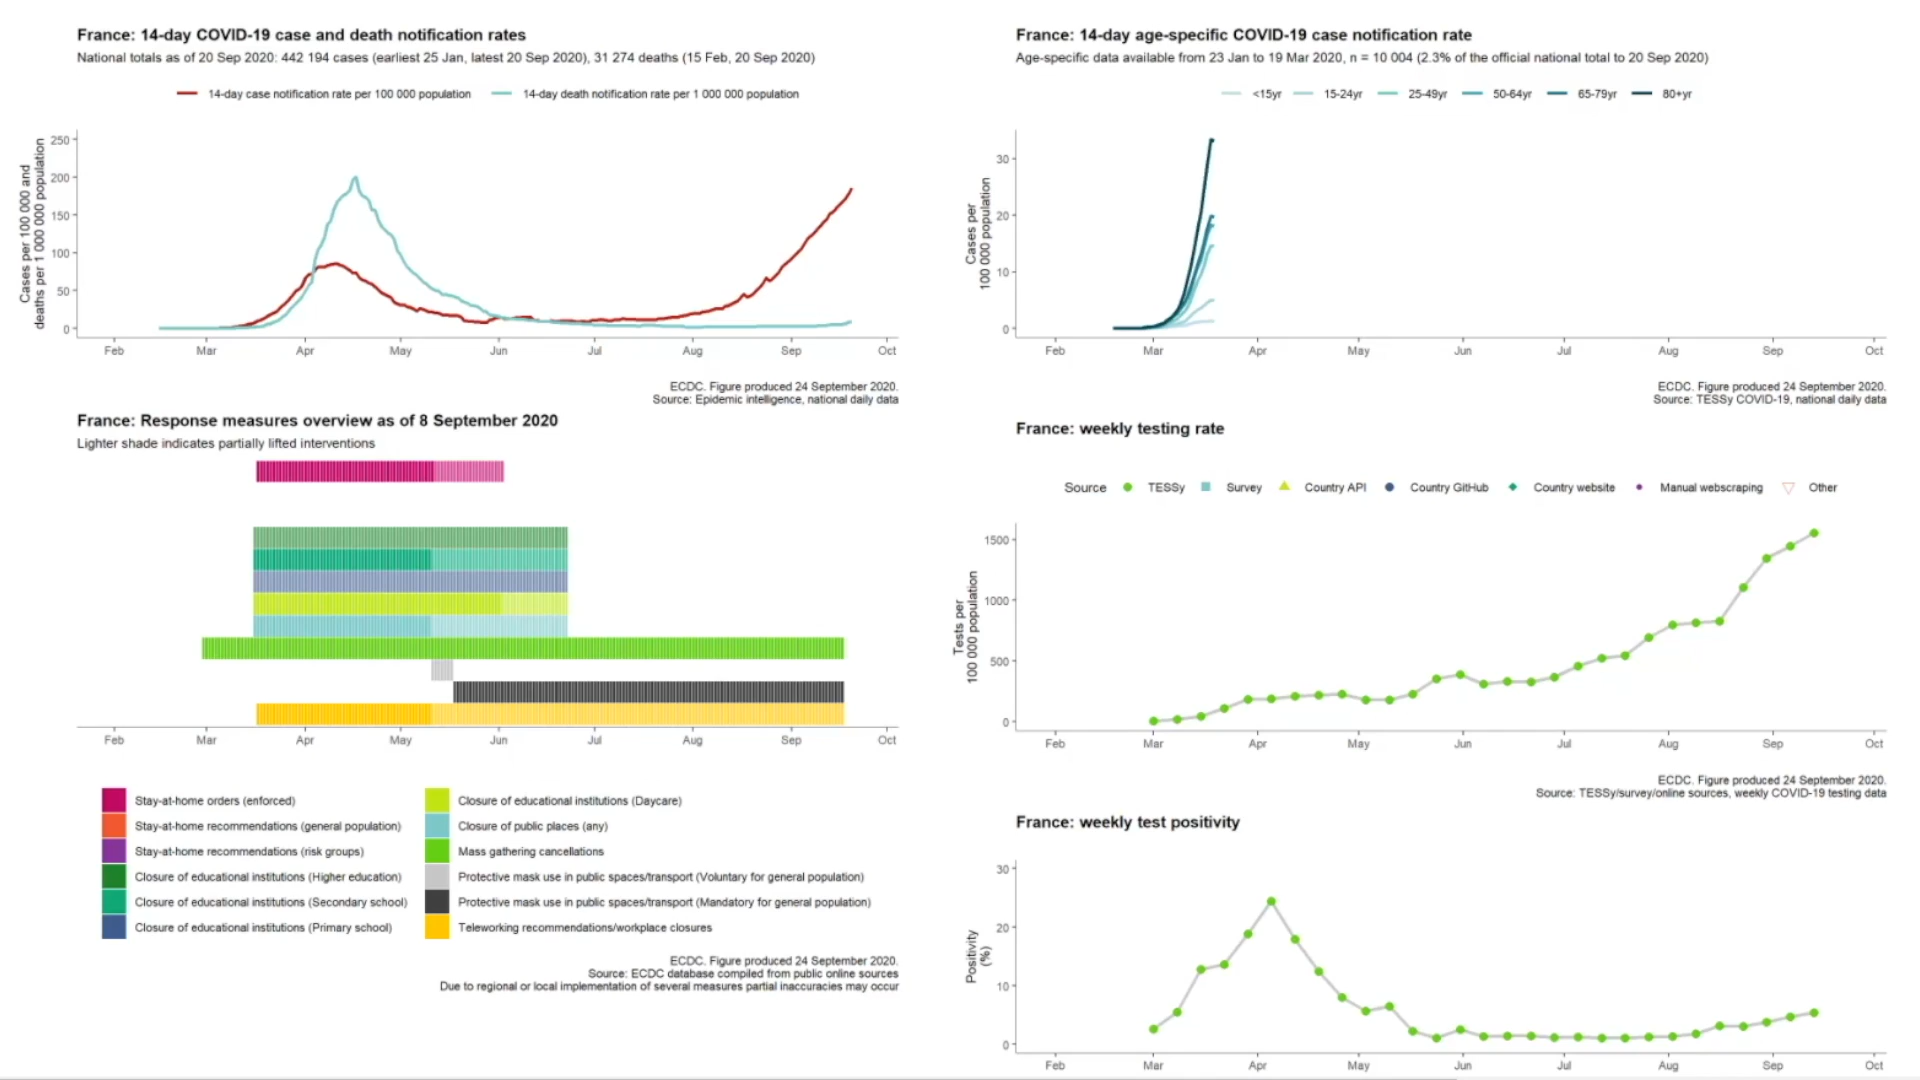 France: 14-day COVID-19 case and death notification rates
National totals as of 20 Sep 2020: 442 194 cases (earliest 25 Jan, latest 20 Sep 2020), 31 274 deaths (15 Feb, 20 Sep 2020)
14-day case notification rate per 100 000 population
14-day death notification rate per 1 000 000 population
Cases per 100 000 and
deaths per 1 000 000 population
250
200
150
100
50
0
Feb Mar Apr May Jun Jul Aug Sep Oct
ECDC. Figure produced 24 September 2020.
Source: Epidemic intelligence, national daily data
France: Response measures overview as of 8 September 2020
Lighter shade indicates partially lifted interventions
Feb Mar Apr May Jun Jul Aug Sep Oct
Stay-at-home orders (enforced)
Stay-at-home recommendations (general population)
Stay-at-home recommendations (risk groups)
Closure of educational institutions (Higher education)
Closure of educational institutions (Secondary school)
Closure of educational institutions (Primary school)
Closure of educational institutions (Daycare)
Closure of public places (any)
Mass gathering cancellations
Protective mask use in public spaces/transport (Voluntary for general population)
Protective mask use in public spaces/transport (Mandatory for general population)
Teleworking recommendations/workplace closures
ECDC. Figure produced 24 September 2020.
Source: ECDC database compiled from public online sources
Due to regional or local implementation of several measures partial inaccuracies may occur
France: 14-day age-specific COVID-19 case notification rate
Age-specific data available from 23 Jan to 19 Mar 2020, n = 10 004 (2.3% of the official national total to 20 Sep 2020)
<15yr 15-24yr 25-49yr 50-64yr 65-79yr 80+yr
Cases per
100 000 population
30
20
10
0
Feb Mar Apr May Jun Jul Aug Sep Oct
ECDC. Figure produced 24 September 2020.
Source: TESSy COVID-19, national daily data
France: weekly testing rate
Source TESSy Survey Country API Country GitHub Country website Manual webscraping Other
Tests per
100 000 population
1500
1000
500
0
Feb Mar Apr May Jun Jul Aug Sep Oct
ECDC. Figure produced 24 September 2020.
Source: TESSy/survey/online sources, weekly COVID-19 testing data
France: weekly test positivity
Positivity
(%)
30
20
10
0
Feb Mar Apr May Jun Jul Aug Sep Oct